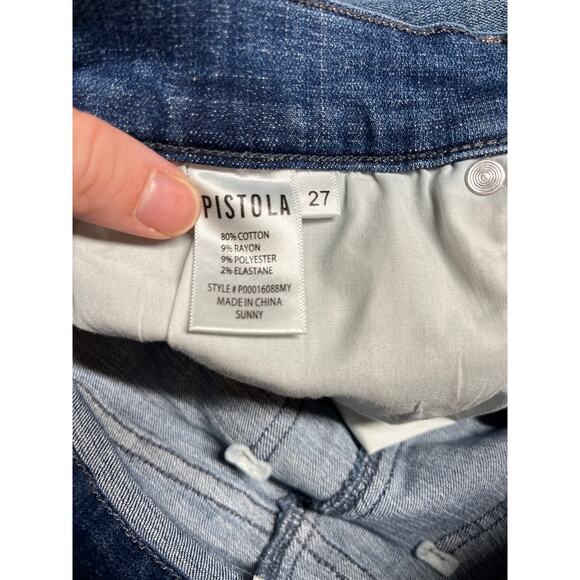 PISTOLA
27
80% COTTON
9% RAYON
9% POLYESTER
2% ELASTANE
STYLE# P00016088MY
MADE IN CHINA
SUNNY